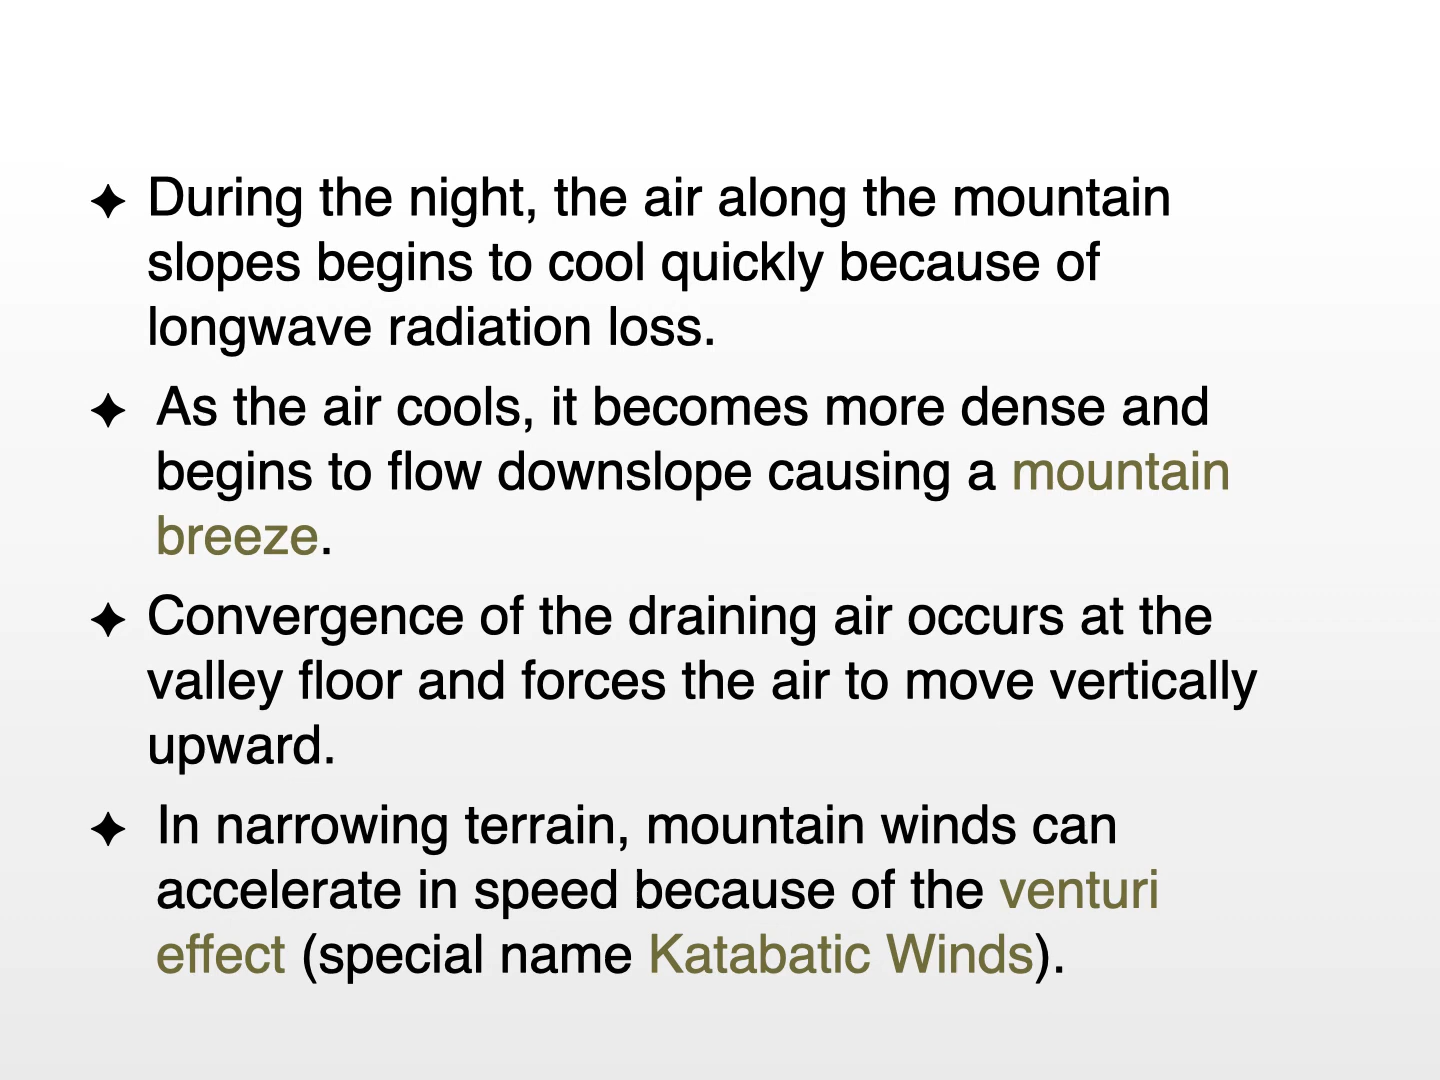 ✦ During the night, the air along the mountain
slopes begins to cool quickly because of
longwave radiation loss.
✦ As the air cools, it becomes more dense and
begins to flow downslope causing a mountain
breeze.
✦ Convergence of the draining air occurs at the
valley floor and forces the air to move vertically
upward.
✦ In narrowing terrain, mountain winds can
accelerate in speed because of the venturi
effect (special name Katabatic Winds).